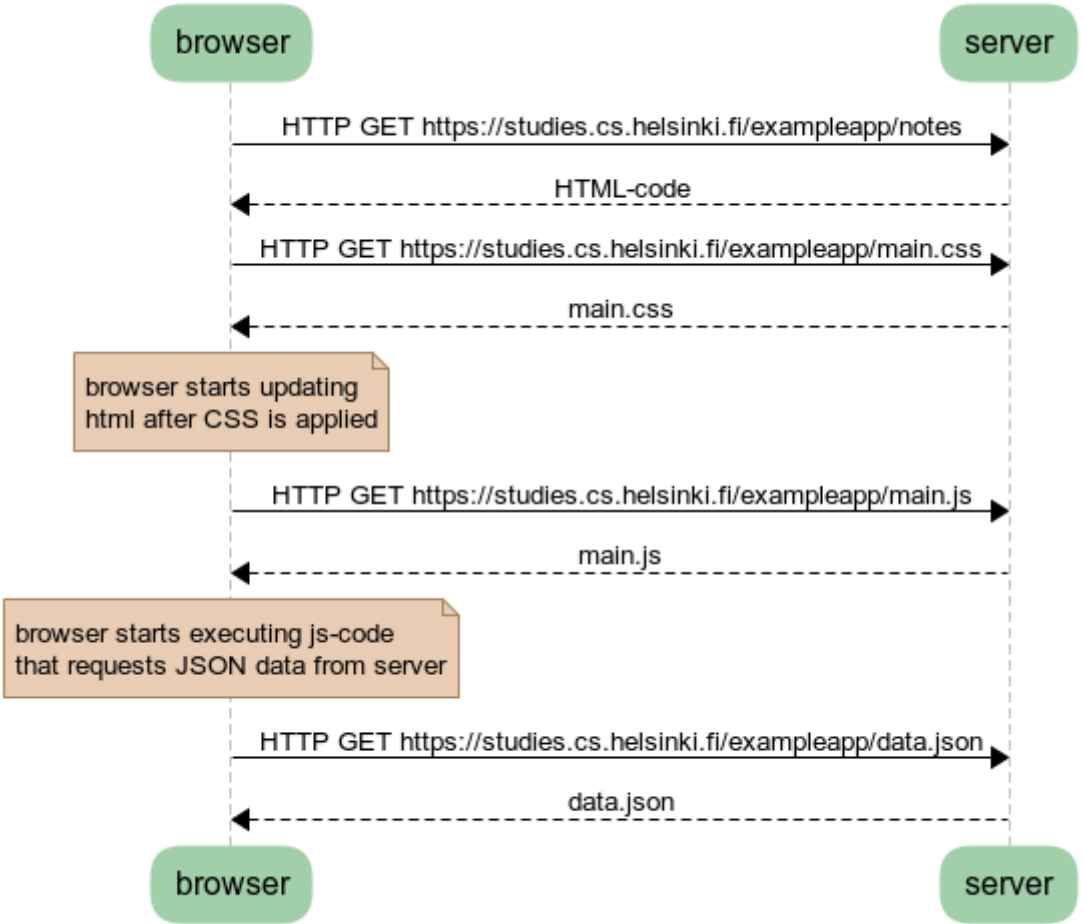 browser
server
HTTP GET https://studies.cs.helsinki.fi/exampleapp/notes
HTML-code
HTTP GET https://studies.cs.helsinki.fi/exampleapp/main.css
main.css
browser starts updating
html after CSS is applied
HTTP GET https://studies.cs.helsinki.fi/exampleapp/main.js
main.js
browser starts executing js-code
that requests JSON data from server
HTTP GET https://studies.cs.helsinki.fi/exampleapp/data.json
data.json
browser
server